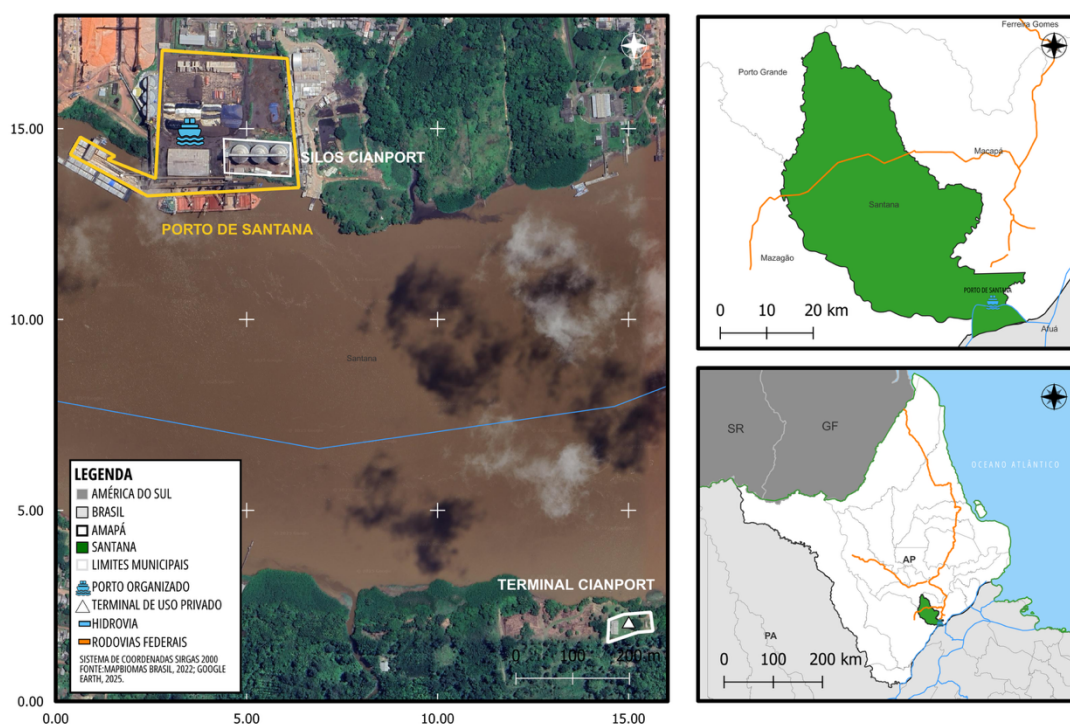 15.00
10.00
5.00
0.00
0.00
5.00
10.00
15.00
SILOS CIANPORT
PORTO DE SANTANA
Santana
TERMINAL CIANPORT
0 100 200 m
LEGENDA
AMÉRICA DO SUL
BRASIL
AMAPÁ
SANTANA
LIMITES MUNICIPAIS
PORTO ORGANIZADO
TERMINAL DE USO PRIVADO
HIDROVIA
RODOVIAS FEDERAIS
SISTEMA DE COORDENADAS SIRGAS 2000
FONTE:MAPBIOMAS BRASIL, 2022; GOOGLE
EARTH, 2025.
Ferreira Gomes
Porto Grande
Macapá
Santana
Mazagão
PORTO DE SANTANA
Afuá
0 10 20 km
SR
GF
OCEANO ATLÂNTICO
AP
PA
0 100 200 km